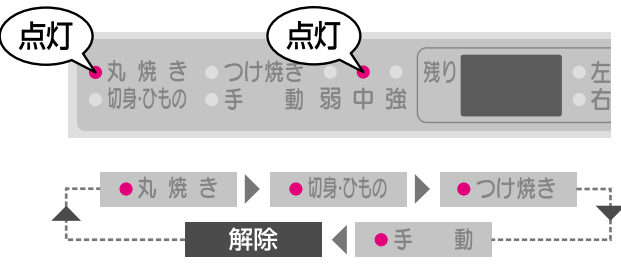 点灯 点灯
丸焼き つけ焼き 残り 左
切身・ひもの 手動 弱 中 強 右
丸焼き 切身・ひもの つけ焼き
解除 手動